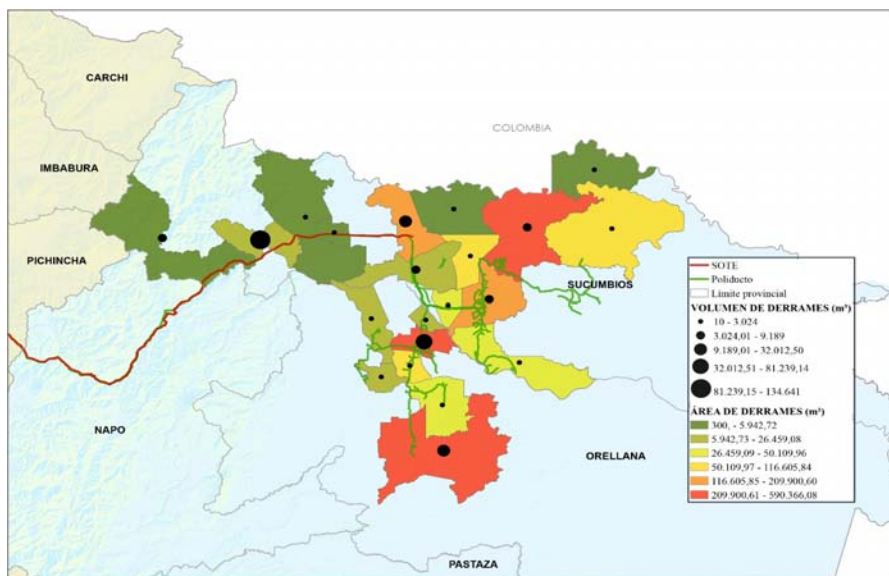 CARCHI
COLOMBIA
IMBABURA
PICHINCHA
SUCUMBIOS
NAPO
ORELLANA
PASTAZA
SOTE
Poliducto
Límite provincial
VOLUMEN DE DERRAMES (m³)
10 - 3.024
3.024,01 - 9.189
9.189,01 - 32.012,50
32.012,51 - 81.239,14
81.239,15 - 134.641
ÁREA DE DERRAMES (m²)
300, - 5.942,72
5.942,73 - 26.459,08
26.459,09 - 50.109,96
50.109,97 - 116.605,84
116.605,85 - 209.900,60
209.900,61 - 590.366,08